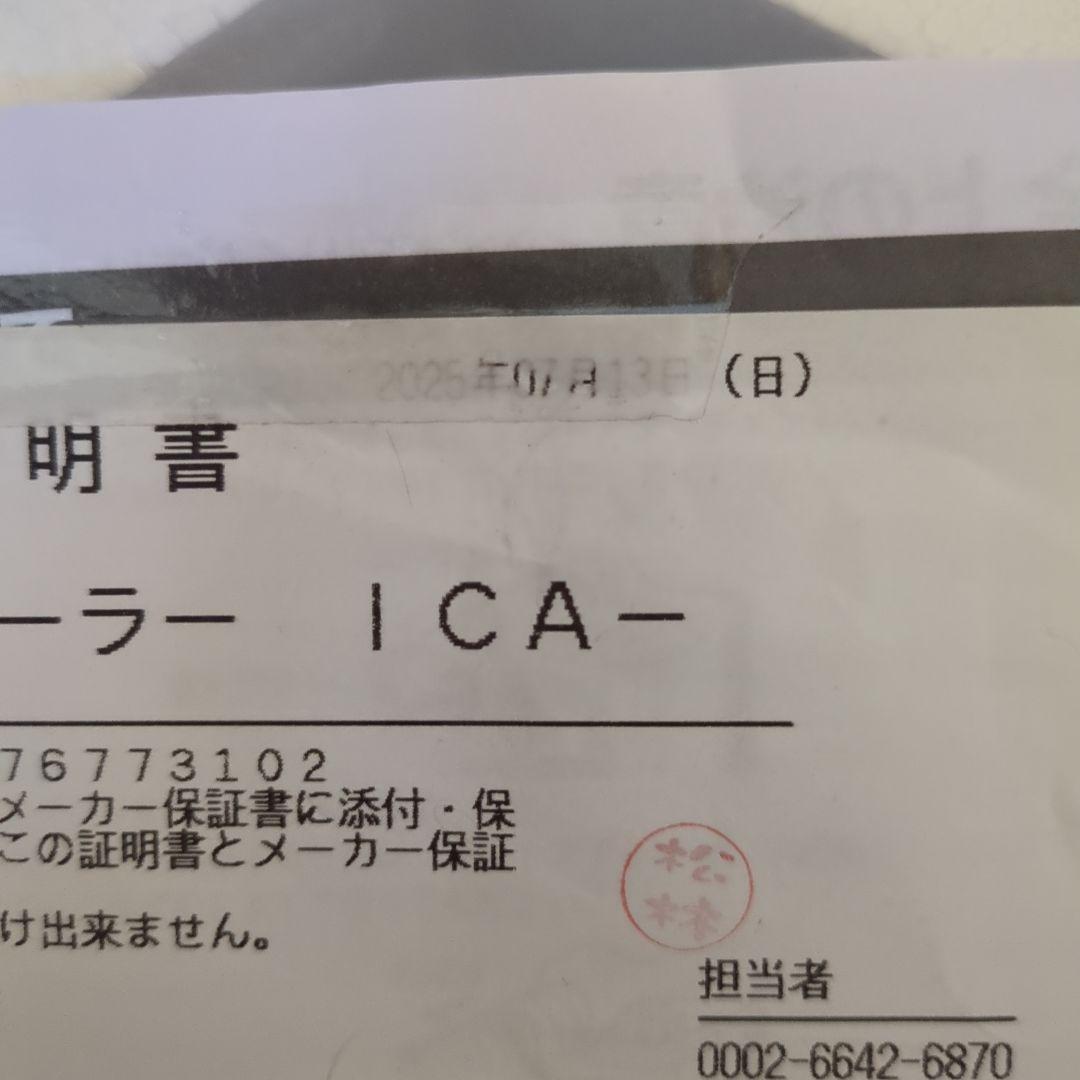 2025年07月13日（日）
明書
ーラー　ICA－
76773102
メーカー保証書に添付・保
この証明書とメーカー保証
け出来ません。
松本
担当者
0002-6642-6870